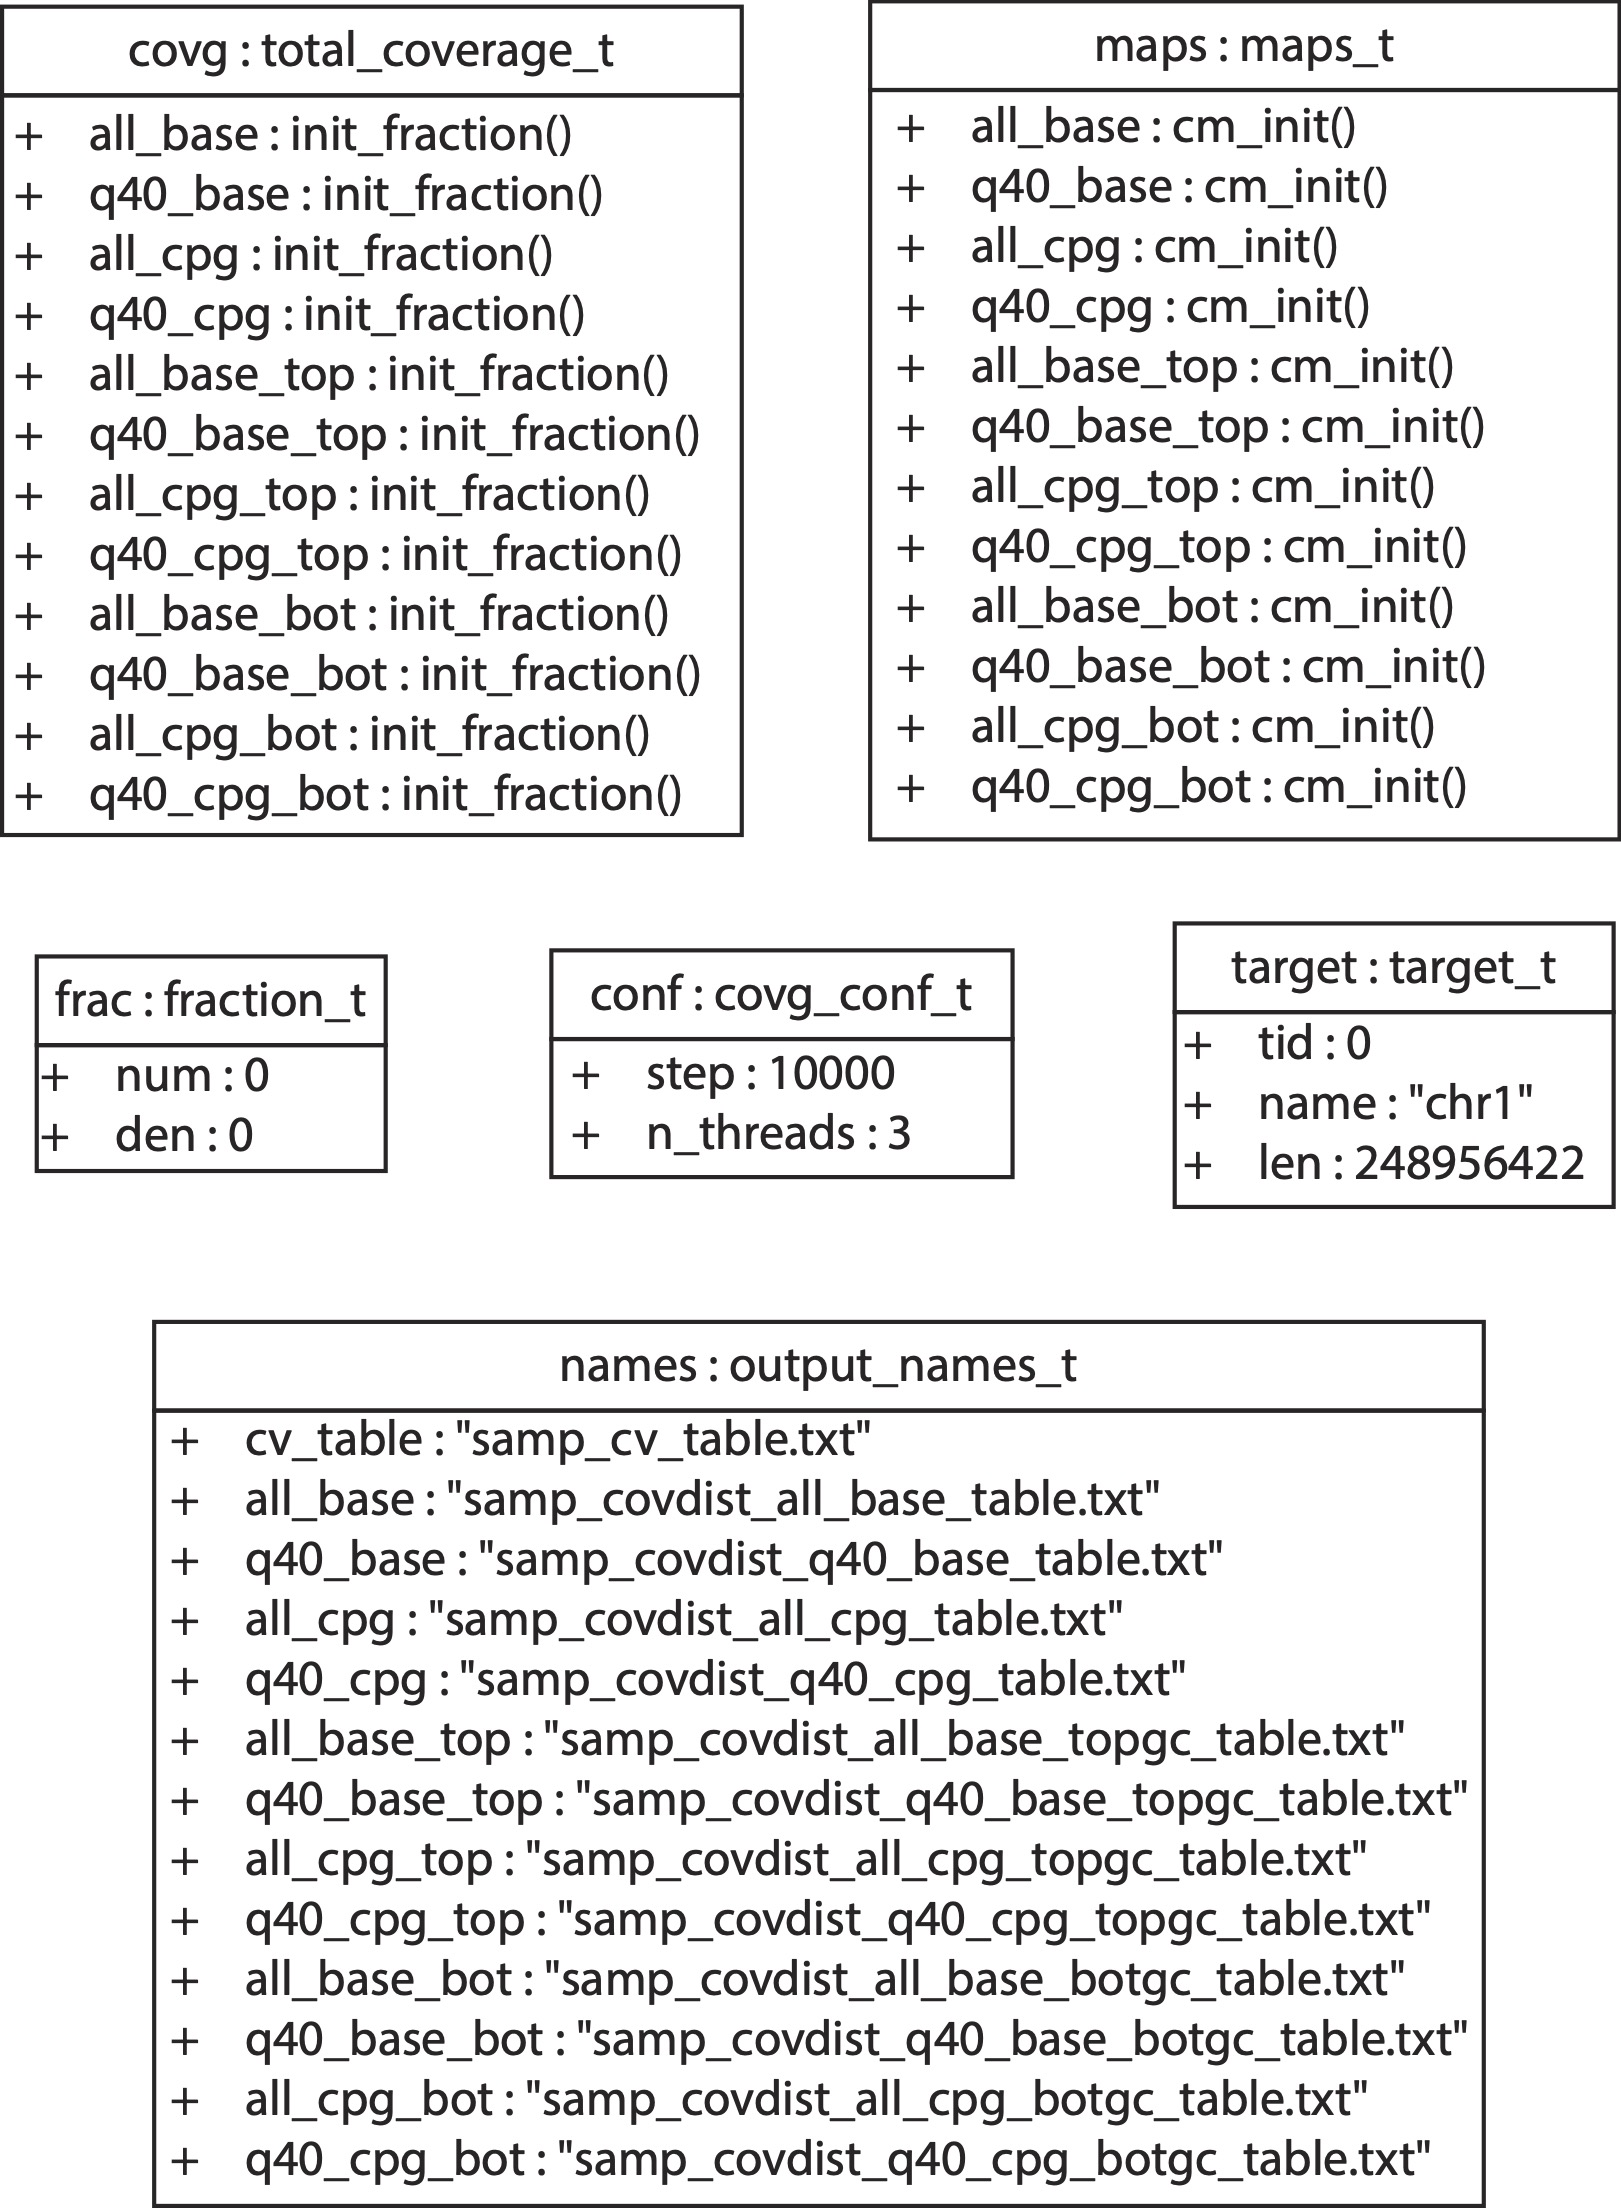 covg : total_coverage_t
+ all_base : init_fraction()
+ q40_base : init_fraction()
+ all_cpg : init_fraction()
+ q40_cpg : init_fraction()
+ all_base_top : init_fraction()
+ q40_base_top : init_fraction()
+ all_cpg_top : init_fraction()
+ q40_cpg_top : init_fraction()
+ all_base_bot : init_fraction()
+ q40_base_bot : init_fraction()
+ all_cpg_bot : init_fraction()
+ q40_cpg_bot : init_fraction()
maps : maps_t
+ all_base : cm_init()
+ q40_base : cm_init()
+ all_cpg : cm_init()
+ q40_cpg : cm_init()
+ all_base_top : cm_init()
+ q40_base_top : cm_init()
+ all_cpg_top : cm_init()
+ q40_cpg_top : cm_init()
+ all_base_bot : cm_init()
+ q40_base_bot : cm_init()
+ all_cpg_bot : cm_init()
+ q40_cpg_bot : cm_init()
frac : fraction_t
+ num : 0
+ den : 0
conf : covg_conf_t
+ step : 10000
+ n_threads : 3
target : target_t
+ tid : 0
+ name : "chr1"
+ len : 248956422
names : output_names_t
+ cv_table : "samp_cv_table.txt"
+ all_base : "samp_covdist_all_base_table.txt"
+ q40_base : "samp_covdist_q40_base_table.txt"
+ all_cpg : "samp_covdist_all_cpg_table.txt"
+ q40_cpg : "samp_covdist_q40_cpg_table.txt"
+ all_base_top : "samp_covdist_all_base_topgc_table.txt"
+ q40_base_top : "samp_covdist_q40_base_topgc_table.txt"
+ all_cpg_top : "samp_covdist_all_cpg_topgc_table.txt"
+ q40_cpg_top : "samp_covdist_q40_cpg_topgc_table.txt"
+ all_base_bot : "samp_covdist_all_base_botgc_table.txt"
+ q40_base_bot : "samp_covdist_q40_base_botgc_table.txt"
+ all_cpg_bot : "samp_covdist_all_cpg_botgc_table.txt"
+ q40_cpg_bot : "samp_covdist_q40_cpg_botgc_table.txt"